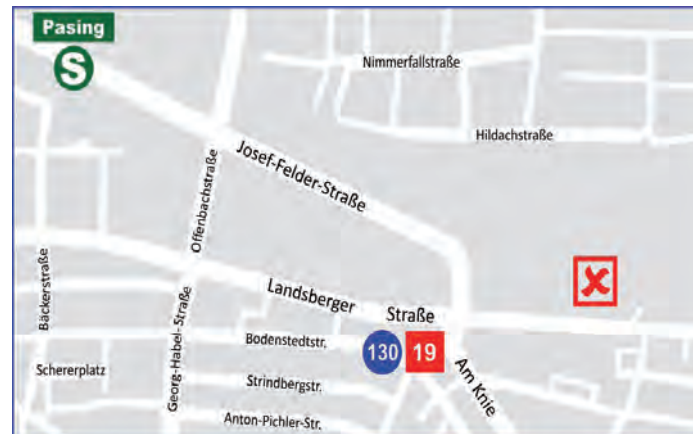 Pasing
S
Nimmerfallstraße
Hildachstraße
Josef-Felder-Straße
Offenbachstraße
Landsberger Straße
Bäckerstraße
Georg-Habel-Straße
Bodenstedtstr.
130
19
Am Knie
Schererplatz
Strindbergstr.
Anton-Pichler-Str.